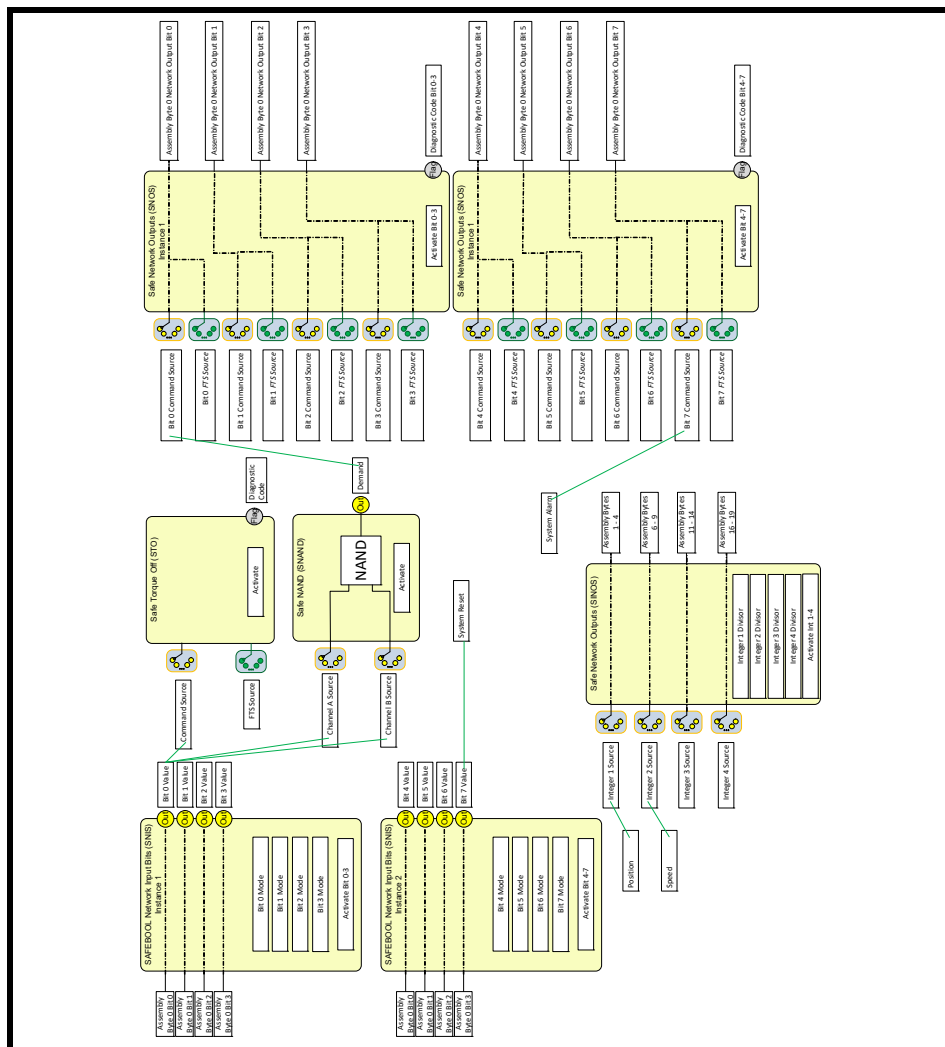 Assembly Byte 0 Network Output Bit 0
Assembly Byte 0 Network Output Bit 1
Assembly Byte 0 Network Output Bit 2
Assembly Byte 0 Network Output Bit 3
Diagnostic Code Bit 0-3
Flag
Safe Network Outputs (SNOS)
Instance 1
Activate Bit 0-3
Bit 0 Command Source
Bit 0 FTS Source
Bit 1 Command Source
Bit 1 FTS Source
Bit 2 Command Source
Bit 2 FTS Source
Bit 3 Command Source
Bit 3 FTS Source
Assembly Byte 0 Network Output Bit 4
Assembly Byte 0 Network Output Bit 5
Assembly Byte 0 Network Output Bit 6
Assembly Byte 0 Network Output Bit 7
Diagnostic Code Bit 4-7
Flag
Safe Network Outputs (SNOS)
Instance 1
Activate Bit 4-7
Bit 4 Command Source
Bit 4 FTS Source
Bit 5 Command Source
Bit 5 FTS Source
Bit 6 Command Source
Bit 6 FTS Source
Bit 7 Command Source
Bit 7 FTS Source
Safe Torque Off (STO)
Activate
Flag
Diagnostic
Code
Command Source
FTS Source
Safe NAND (SNAND)
NAND
Activate
Out
Demand
Channel A Source
Channel B Source
System Reset
System Alarm
Assembly Bytes
1 - 4
Assembly Bytes
6 - 9
Assembly Bytes
11 - 14
Assembly Bytes
16 - 19
Safe Network Outputs (SINOS)
Integer 1 Divisor
Integer 2 Divisor
Integer 3 Divisor
Integer 4 Divisor
Activate Int 1-4
Integer 1 Source
Integer 2 Source
Integer 3 Source
Integer 4 Source
Position
Speed
SAFEBOOL Network Input Bits (SNIS)
Instance 1
Bit 0 Mode
Bit 1 Mode
Bit 2 Mode
Bit 3 Mode
Activate Bit 0-3
Out
Out
Out
Out
Bit 0 Value
Bit 1 Value
Bit 2 Value
Bit 3 Value
Assembly
Byte 0 Bit 0
Assembly
Byte 0 Bit 1
Assembly
Byte 0 Bit 2
Assembly
Byte 0 Bit 3
SAFEBOOL Network Input Bits (SNIS)
Instance 2
Bit 4 Mode
Bit 5 Mode
Bit 6 Mode
Bit 7 Mode
Activate Bit 4-7
Out
Out
Out
Out
Bit 4 Value
Bit 5 Value
Bit 6 Value
Bit 7 Value
Assembly
Byte 0 Bit 0
Assembly
Byte 0 Bit 1
Assembly
Byte 0 Bit 2
Assembly
Byte 0 Bit 3